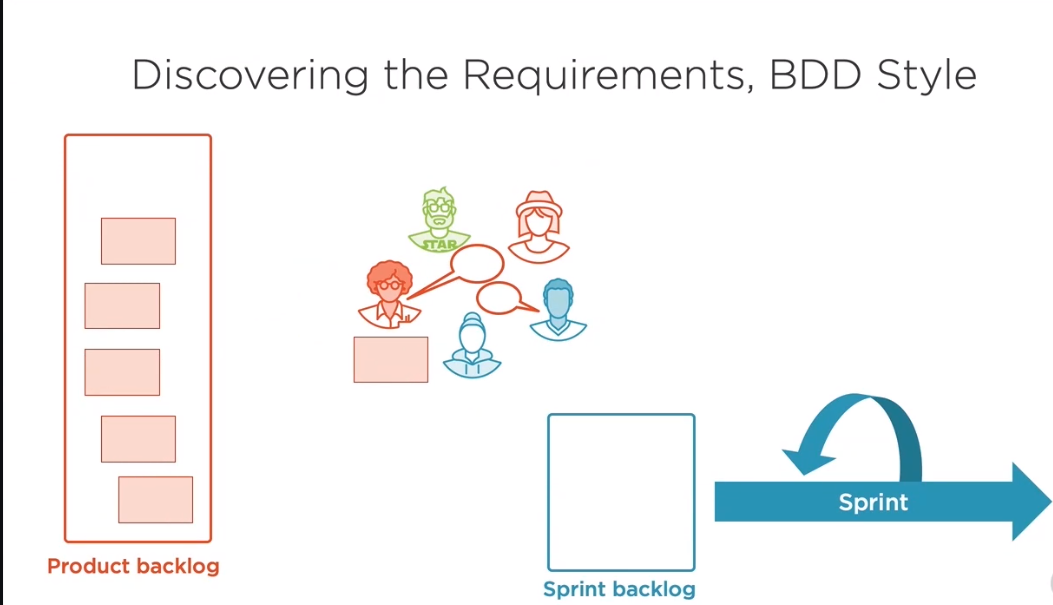 Discovering the Requirements, BDD Style
STAR
Sprint
Product backlog
Sprint backlog